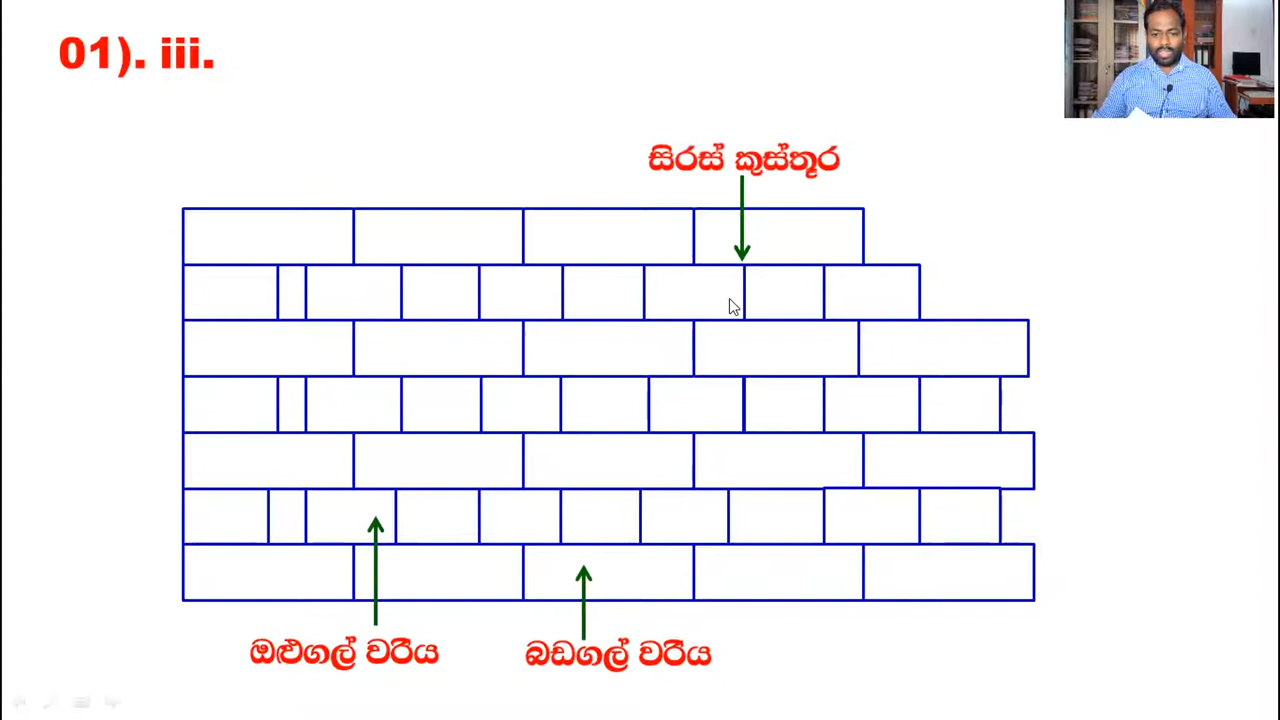 01). iii.
සිරස් කුස්තූර
ඔළුගල් වරිය
බඩගල් වරිය